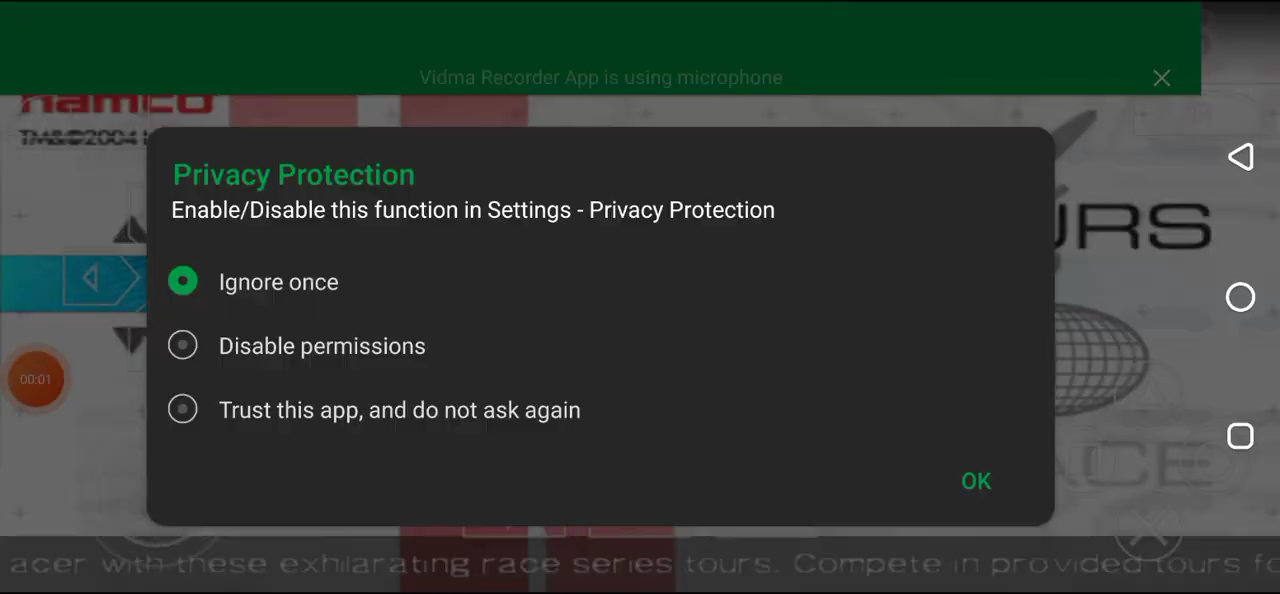 Vidma Recorder App is using microphone
namco
TM&©2004
Privacy Protection
Enable/Disable this function in Settings - Privacy Protection
URS
Ignore once
Disable permissions
00:01
Trust this app, and do not ask again
ACE
OK
acer with these exhilarating race series tours. Compete in provided tours fo